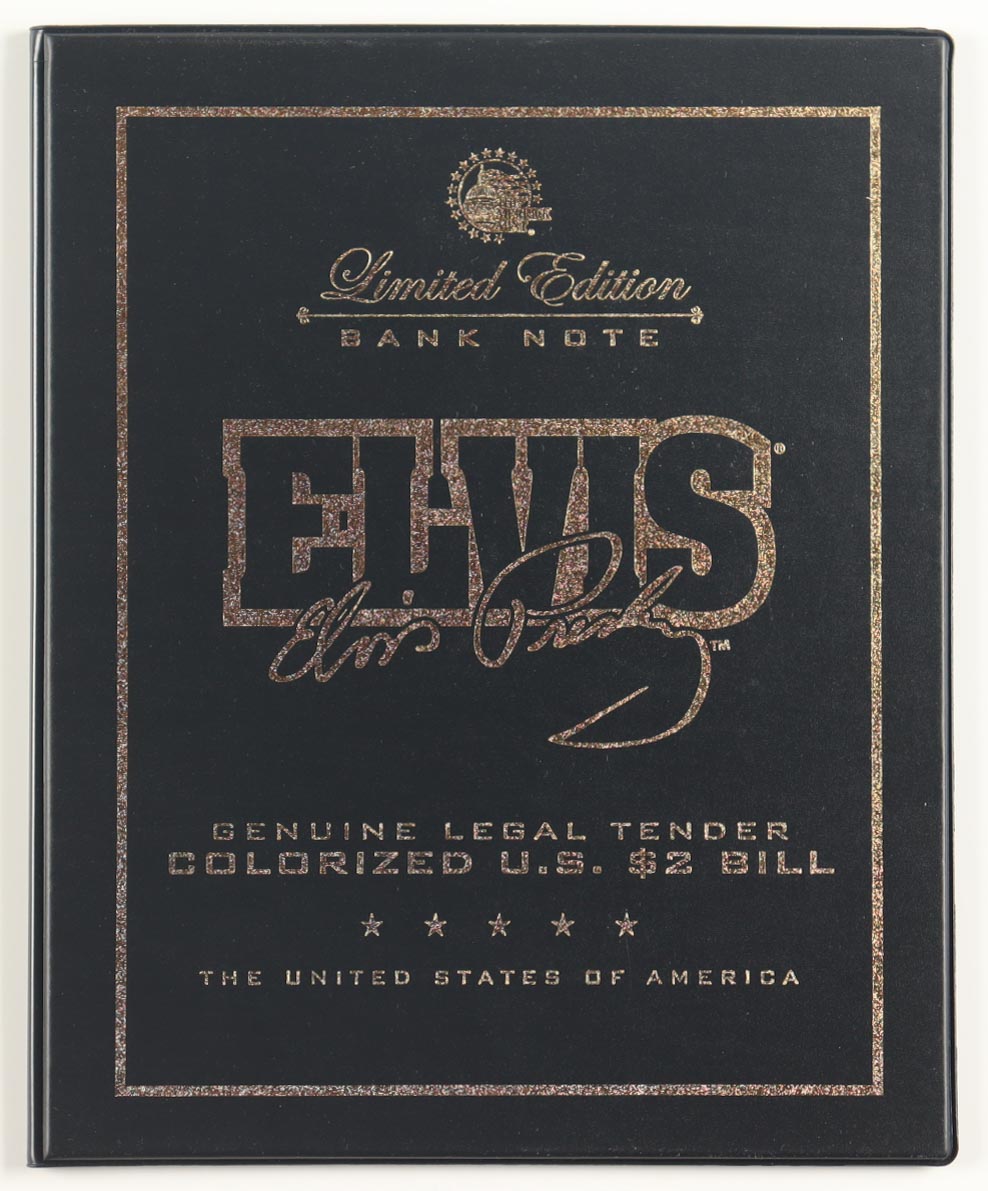 Limited Edition
BANK NOTE
ELVIS®
Elvis Presley™
GENUINE LEGAL TENDER
COLORIZED U.S. $2 BILL
THE UNITED STATES OF AMERICA